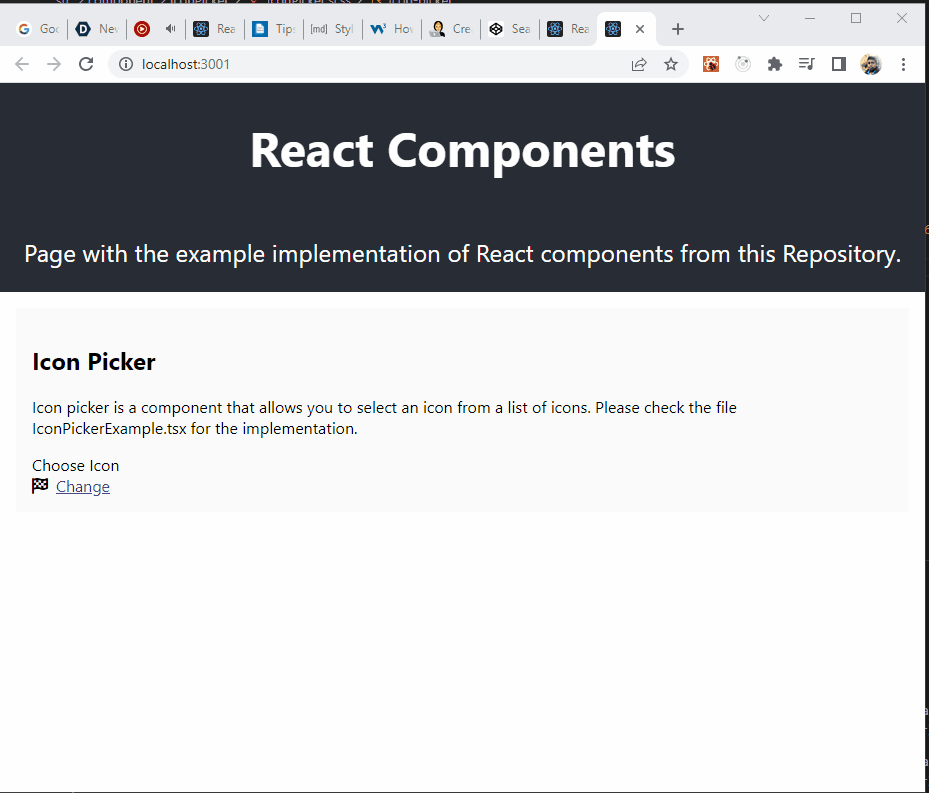 Goo
Nev
Rea
Tip:
[md]
Styl
Hov
Cre
Sea
Rea
localhost:3001
React Components
Page with the example implementation of React components from this Repository.
Icon Picker
Icon picker is a component that allows you to select an icon from a list of icons. Please check the file
IconPickerExample.tsx for the implementation.
Choose Icon
Change